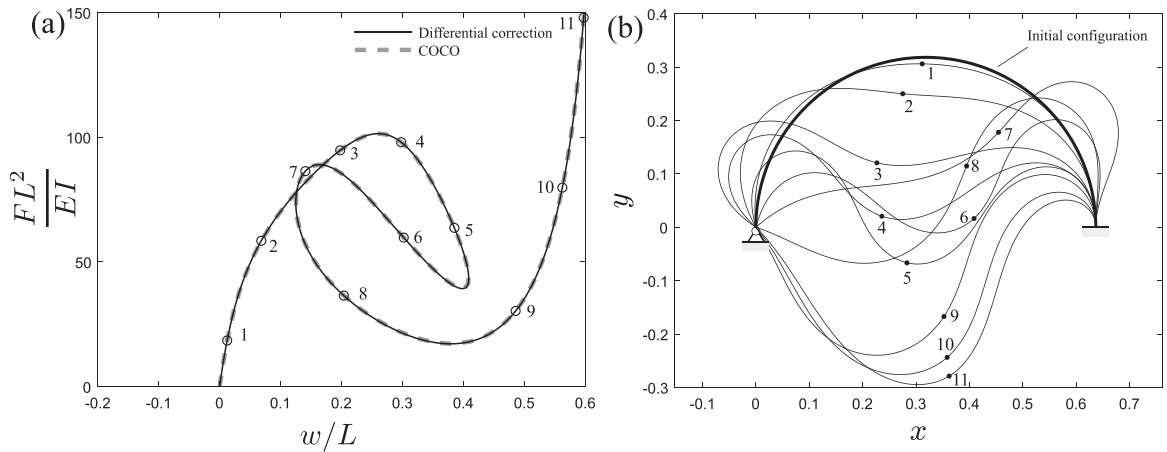 (a)
150
100
50
0
FL²
EI
Differential correction
COCO
1
2
3
4
5
6
7
8
9
10
11
-0.2 -0.1 0 0.1 0.2 0.3 0.4 0.5 0.6
w/L
(b)
0.4
0.3
0.2
0.1
0
-0.1
-0.2
-0.3
y
Initial configuration
1
2
3
4
5
6
7
8
9
10
11
-0.1 0 0.1 0.2 0.3 0.4 0.5 0.6 0.7
x